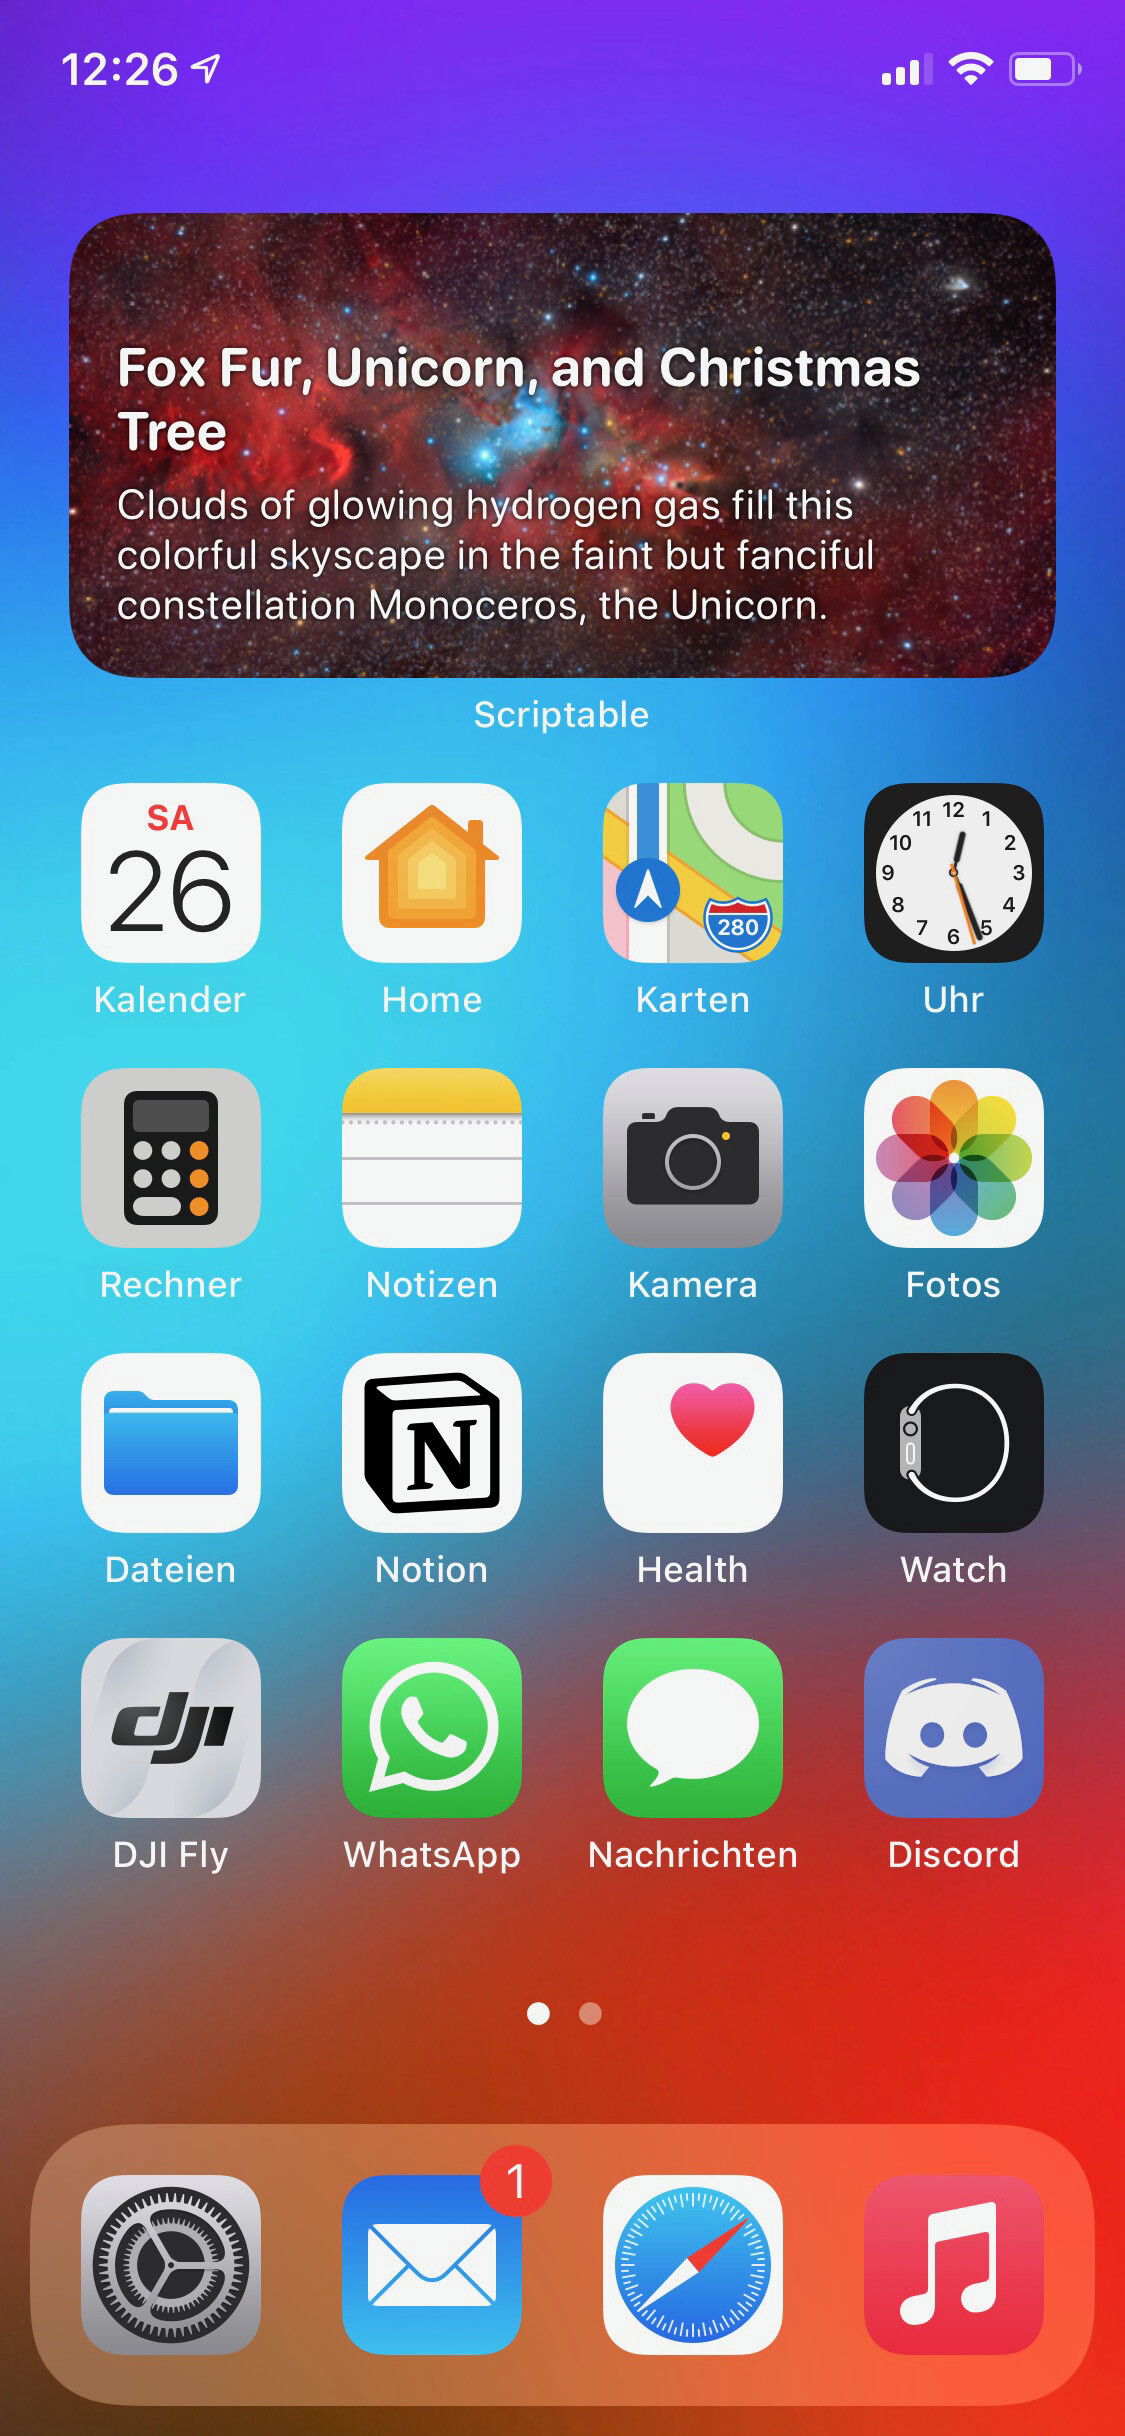 12:26
Fox Fur, Unicorn, and Christmas
Tree
Clouds of glowing hydrogen gas fill this
colorful skyscape in the faint but fanciful
constellation Monoceros, the Unicorn.
Scriptable
SA
26
280
12
11 1
10 2
9 3
8 4
7 5
6
Kalender Home Karten Uhr
Rechner Notizen Kamera Fotos
N
Dateien Notion Health Watch
dji
DJI Fly WhatsApp Nachrichten Discord
1